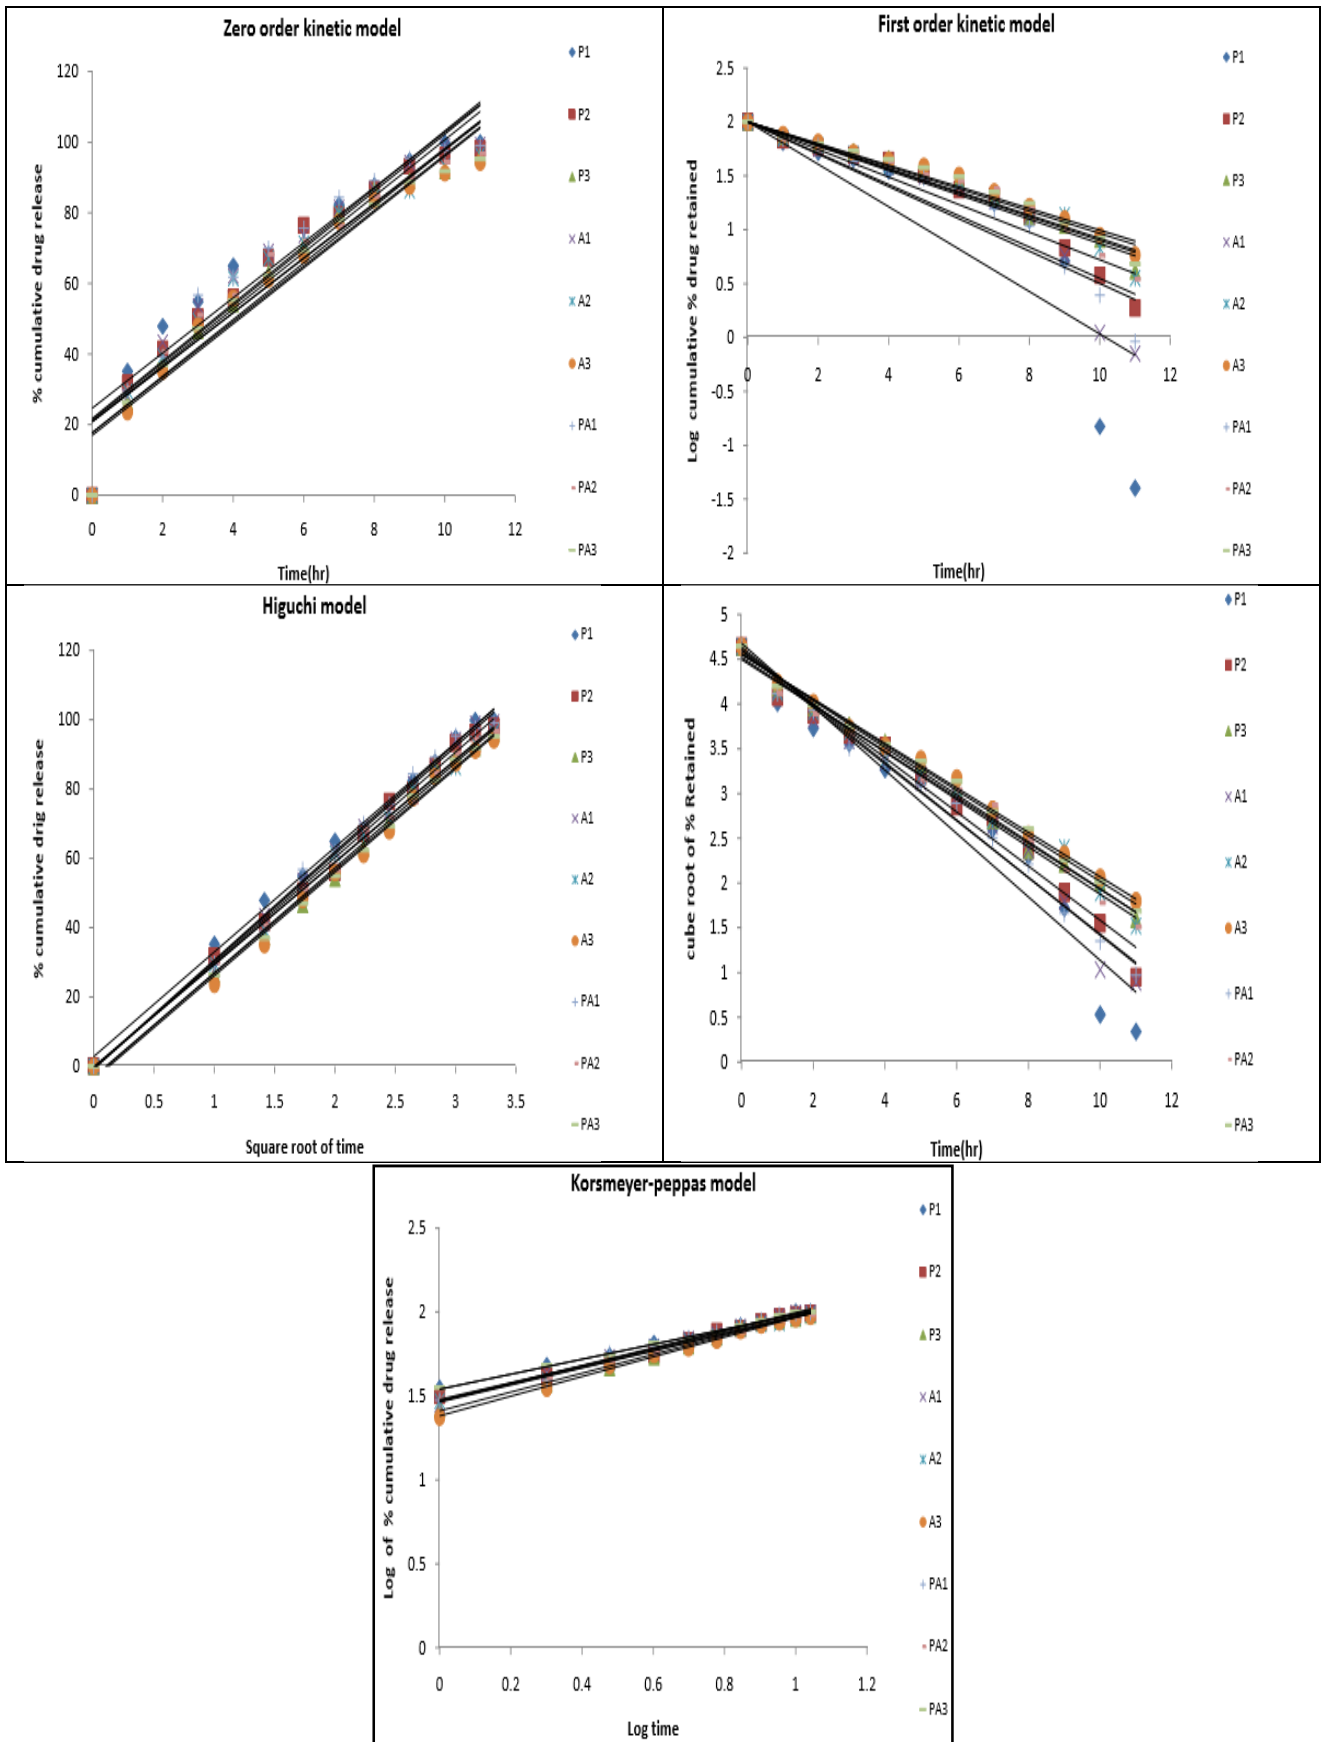 Zero order kinetic model
% cumulative drug release
120
100
80
60
40
20
0
0 2 4 6 8 10 12
Time(hr)
P1
P2
P3
A1
A2
A3
PA1
PA2
PA3
First order kinetic model
Log cumulative % drug retained
2.5
2
1.5
1
0.5
0
-0.5
-1
-1.5
-2
0 2 4 6 8 10 12
Time(hr)
P1
P2
P3
A1
A2
A3
PA1
PA2
PA3
Higuchi model
% cumulative drig release
120
100
80
60
40
20
0
0 0.5 1 1.5 2 2.5 3 3.5
Square root of time
P1
P2
P3
A1
A2
A3
PA1
PA2
PA3
cube root of % Retained
5
4.5
4
3.5
3
2.5
2
1.5
1
0.5
0
0 2 4 6 8 10 12
Time(hr)
P1
P2
P3
A1
A2
A3
PA1
PA2
PA3
Korsmeyer-peppas model
Log of % cumulative drug release
2.5
2
1.5
1
0.5
0
0 0.2 0.4 0.6 0.8 1 1.2
Log time
P1
P2
P3
A1
A2
A3
PA1
PA2
PA3